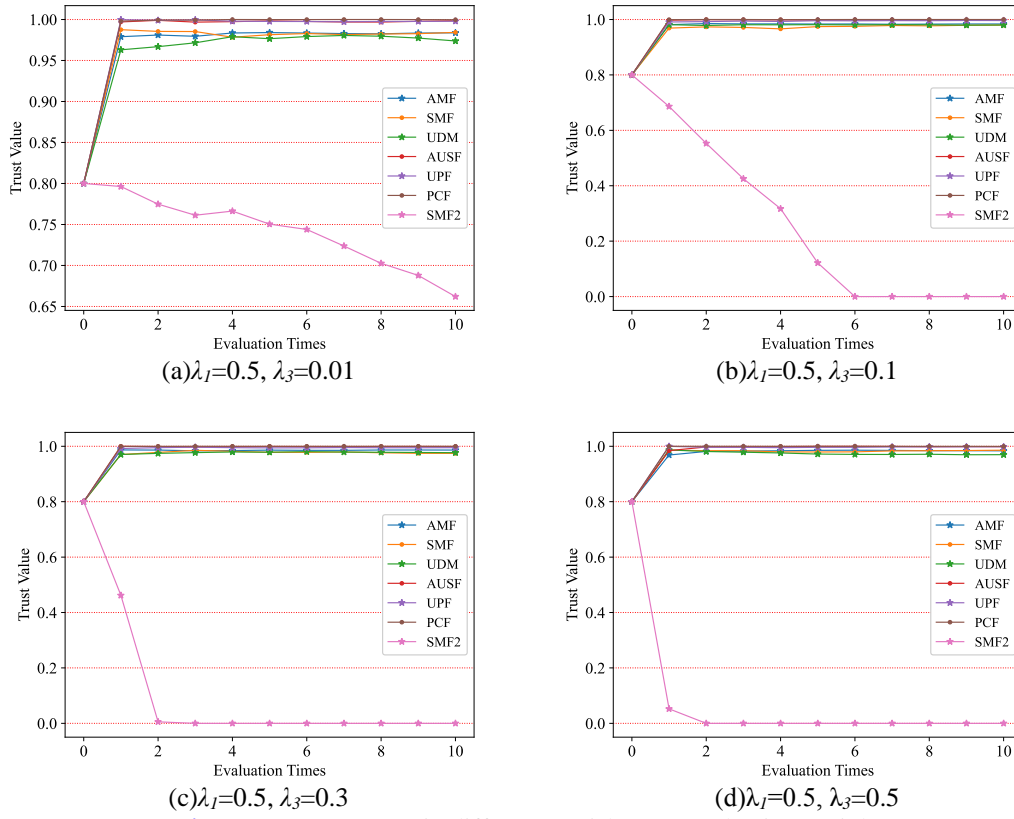 1.00
0.95
0.90
0.85
0.80
0.75
0.70
0.65
Trust Value
0 2 4 6 8 10
Evaluation Times
AMF
SMF
UDM
AUSF
UPF
PCF
SMF2
(a)λ1=0.5, λ3=0.01
1.0
0.8
0.6
0.4
0.2
0.0
Trust Value
0 2 4 6 8 10
Evaluation Times
AMF
SMF
UDM
AUSF
UPF
PCF
SMF2
(b)λ1=0.5, λ3=0.1
1.0
0.8
0.6
0.4
0.2
0.0
Trust Value
0 2 4 6 8 10
Evaluation Times
AMF
SMF
UDM
AUSF
UPF
PCF
SMF2
(c)λ1=0.5, λ3=0.3
1.0
0.8
0.6
0.4
0.2
0.0
Trust Value
0 2 4 6 8 10
Evaluation Times
AMF
SMF
UDM
AUSF
UPF
PCF
SMF2
(d)λ1=0.5, λ3=0.5